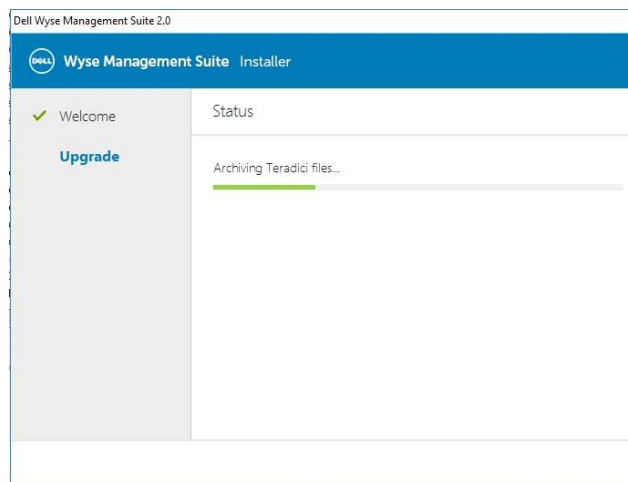 Dell Wyse Management Suite 2.0
DELL Wyse Management Suite Installer
Welcome
Status
Upgrade
Archiving Teradici files...